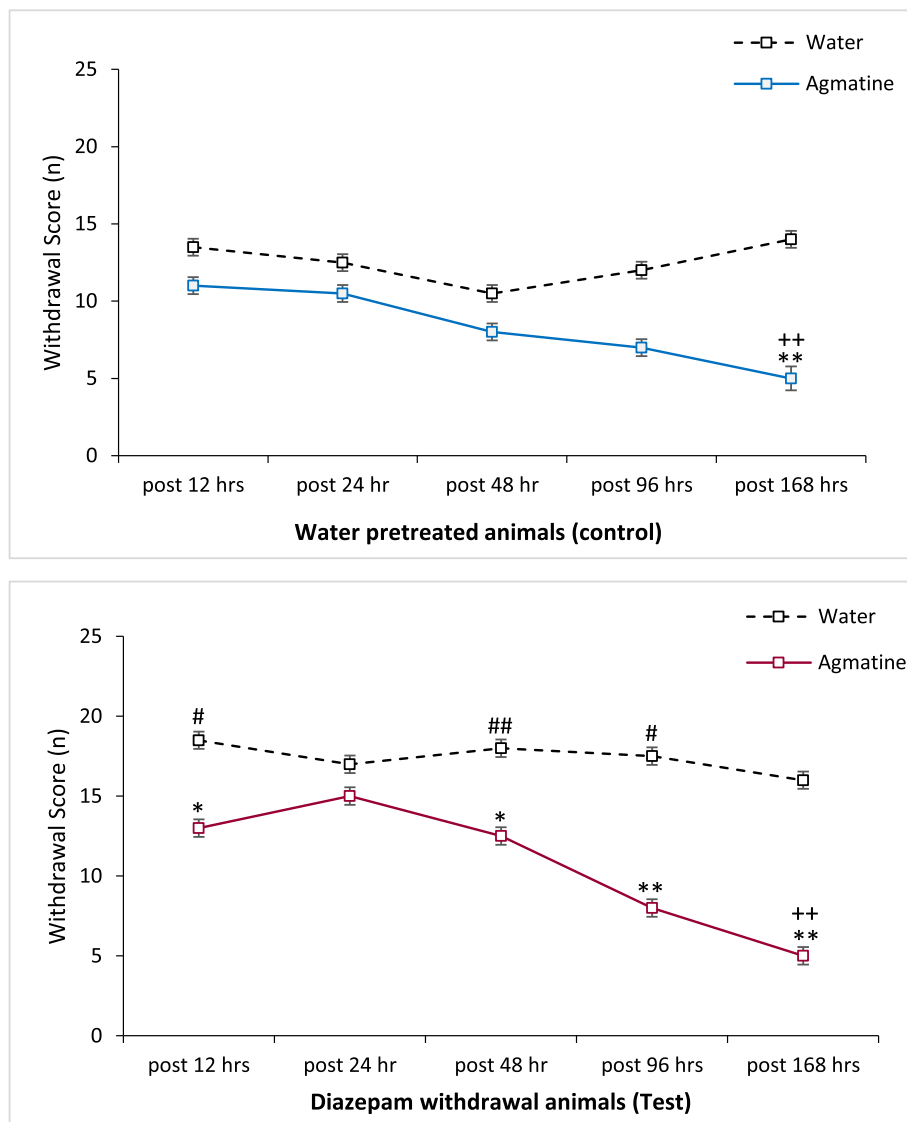 Water
Agmatine
Withdrawal Score (n)
25
20
15
10
5
0
++
**
post 12 hrs post 24 hr post 48 hr post 96 hrs post 168 hrs
Water pretreated animals (control)
Water
Agmatine
Withdrawal Score (n)
25
20
15
10
5
0
# ## #
* * ** ++
**
post 12 hrs post 24 hr post 48 hr post 96 hrs post 168 hrs
Diazepam withdrawal animals (Test)